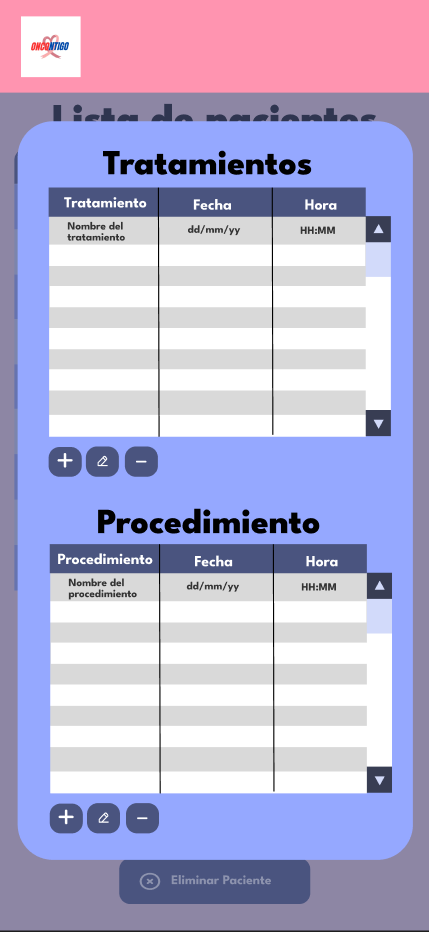 ONCONTIGO
Lista de pacientes
Tratamientos
Tratamiento Fecha Hora
Nombre del
tratamiento
dd/mm/yy HH:MM
Procedimiento
Procedimiento Fecha Hora
Nombre del
procedimiento
dd/mm/yy HH:MM
Eliminar Paciente